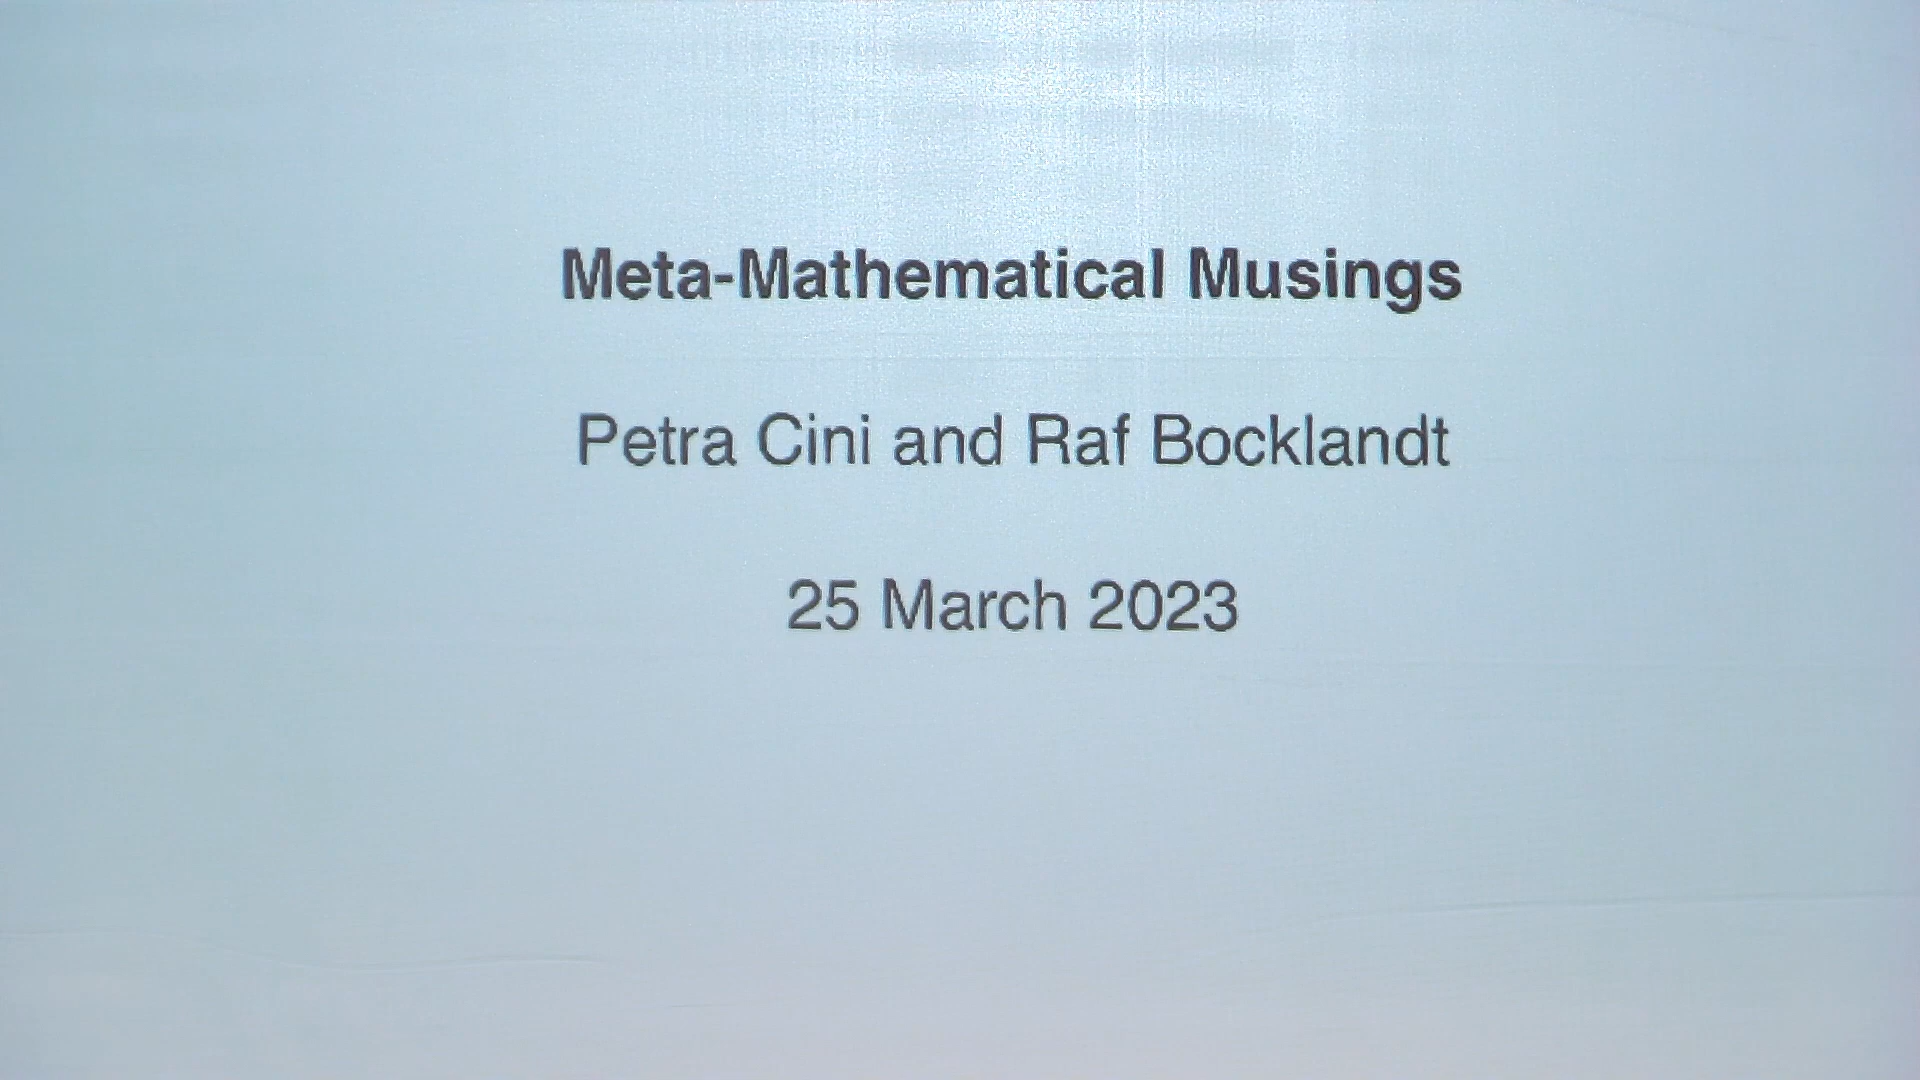 Meta-Mathematical Musings
Petra Cini and Raf Bocklandt
25 March 2023